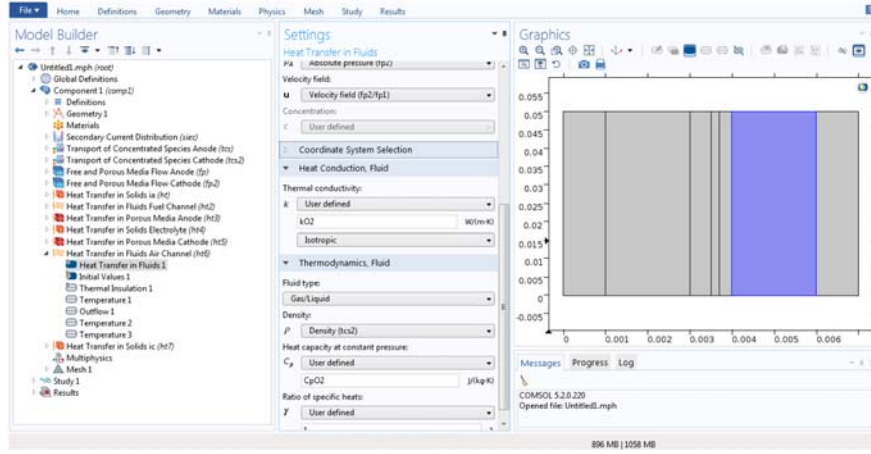 File Home Definitions Geometry Materials Physics Mesh Study Results
Model Builder
Untitled1.mph (root)
Global Definitions
Component 1 (comp1)
Definitions
Geometry 1
Materials
Secondary Current Distribution (siec)
Transport of Concentrated Species Anode (tcs)
Transport of Concentrated Species Cathode (tcs2)
Free and Porous Media Flow Anode (fp)
Free and Porous Media Flow Cathode (fp2)
Heat Transfer in Solids ia (ht)
Heat Transfer in Fluids Fuel Channel (ht2)
Heat Transfer in Porous Media Anode (ht3)
Heat Transfer in Solids Electrolyte (ht4)
Heat Transfer in Porous Media Cathode (ht5)
Heat Transfer in Fluids Air Channel (ht6)
Heat Transfer in Fluids 1
Initial Values 1
Thermal Insulation 1
Temperature 1
Outflow 1
Temperature 2
Temperature 3
Heat Transfer in Solids ic (ht7)
Multiphysics
Mesh 1
Study 1
Results
Settings
Heat Transfer in Fluids
PA Absolute pressure (fp2)
Velocity field:
u Velocity field (fp2/fp1)
Concentration:
c User defined
Coordinate System Selection
Heat Conduction, Fluid
Thermal conductivity:
k User defined
kO2 W/(m·K)
Isotropic
Thermodynamics, Fluid
Fluid type:
Gas/Liquid
Density:
ρ Density (tcs2)
Heat capacity at constant pressure:
Cp User defined
CpO2 J/(kg·K)
Ratio of specific heats:
γ User defined
Graphics
0.055
0.05
0.045
0.04
0.035
0.03
0.025
0.02
0.015
0.01
0.005
0
-0.005
0 0.001 0.002 0.003 0.004 0.005 0.006
Messages Progress Log
COMSOL 5.2.0.220
Opened file: Untitled1.mph
896 MB | 1058 MB